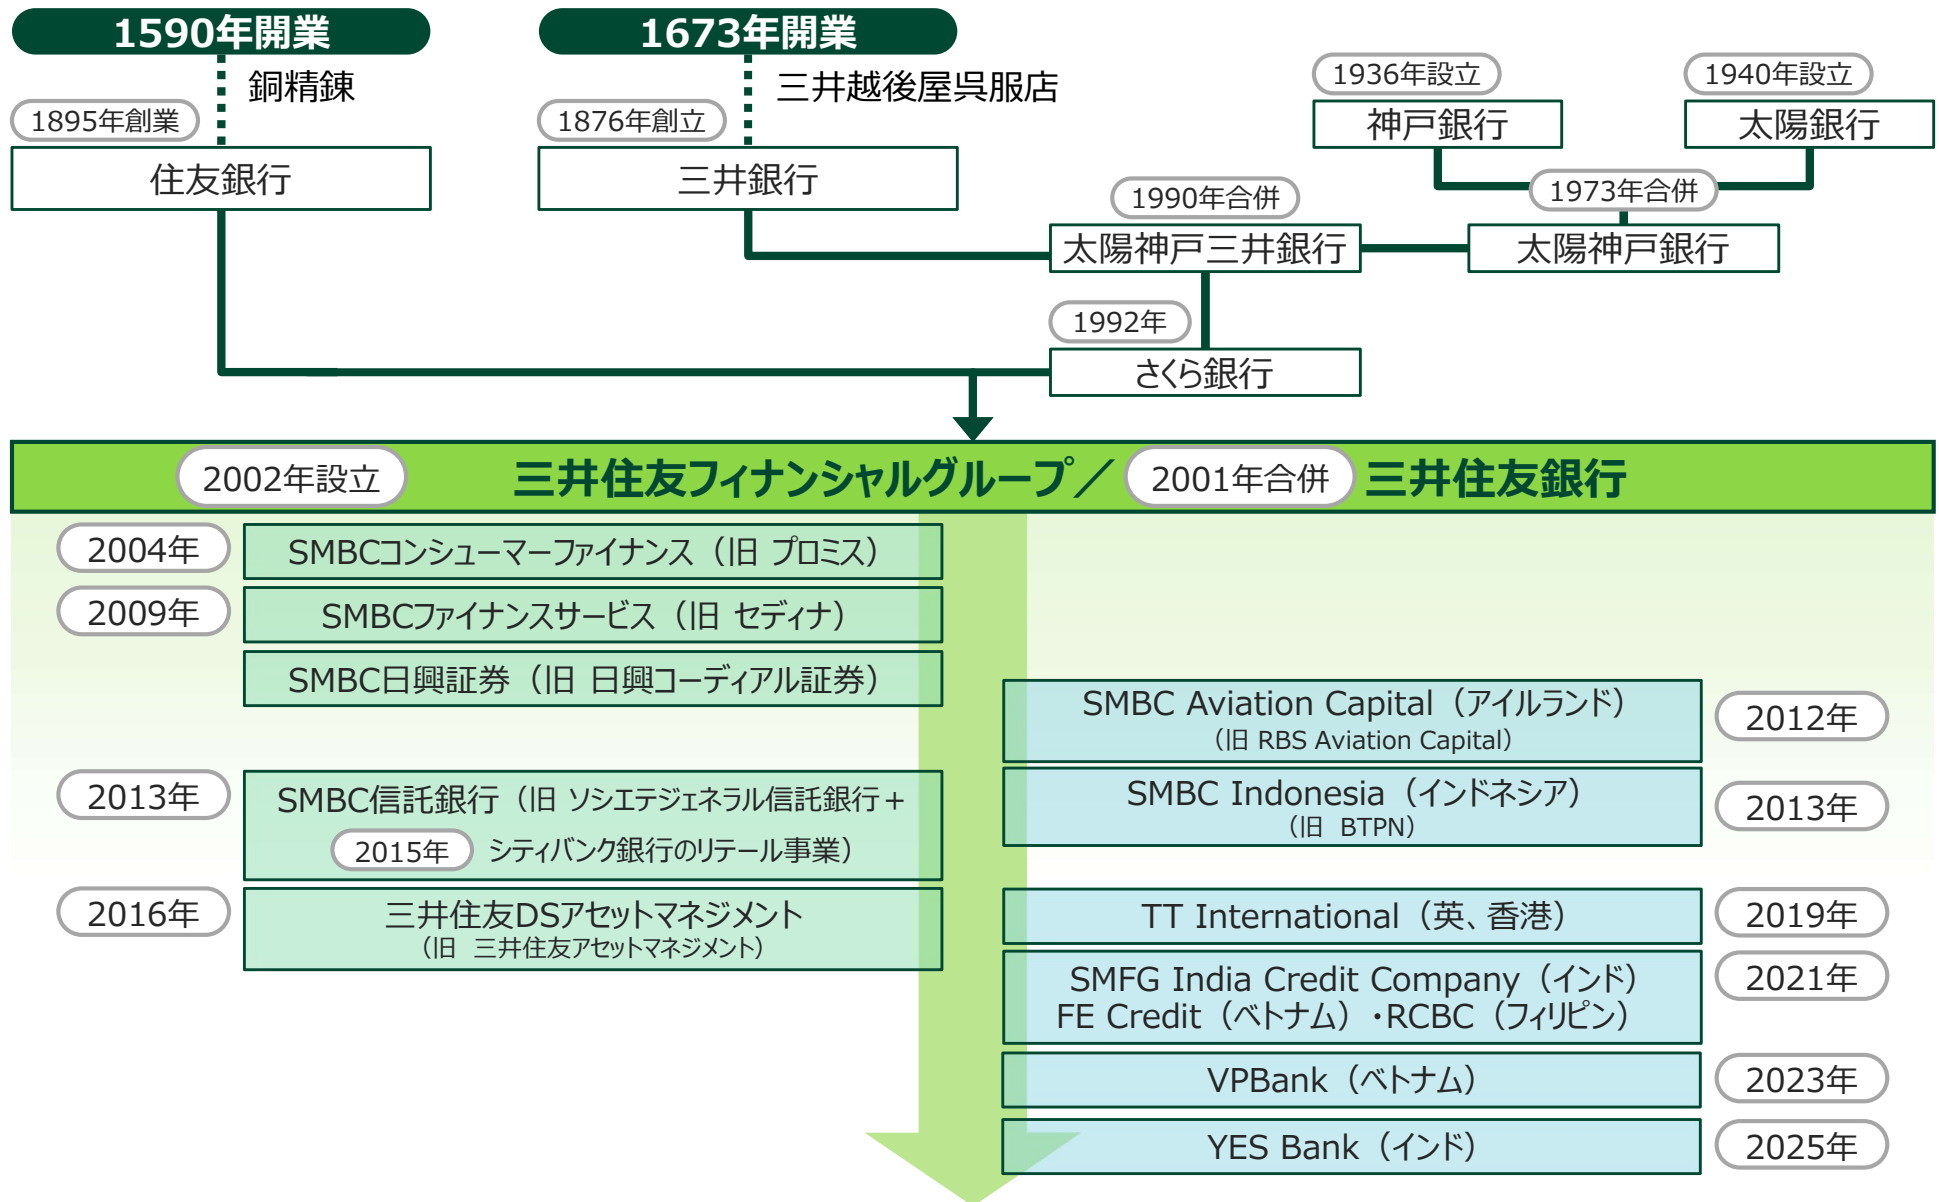 1590年開業
1673年開業
銅精錬
三井越後屋呉服店
1936年設立
1940年設立
1895年創業
1876年創立
神戸銀行
太陽銀行
住友銀行
三井銀行
1990年合併
1973年合併
太陽神戸三井銀行
太陽神戸銀行
1992年
さくら銀行
2002年設立 三井住友フィナンシャルグループ／ 2001年合併 三井住友銀行
2004年
SMBCコンシューマーファイナンス（旧 プロミス）
2009年
SMBCファイナンスサービス（旧 セディナ）
SMBC日興証券（旧 日興コーディアル証券）
SMBC Aviation Capital（アイルランド）
（旧 RBS Aviation Capital）
2012年
2013年
SMBC信託銀行（旧 ソシエテジェネラル信託銀行＋
2015年 シティバンク銀行のリテール事業）
SMBC Indonesia（インドネシア）
（旧 BTPN）
2013年
2016年
三井住友DSアセットマネジメント
（旧 三井住友アセットマネジメント）
TT International（英、香港）
2019年
SMFG India Credit Company（インド）
FE Credit（ベトナム）・RCBC（フィリピン）
2021年
VPBank（ベトナム）
2023年
YES Bank（インド）
2025年